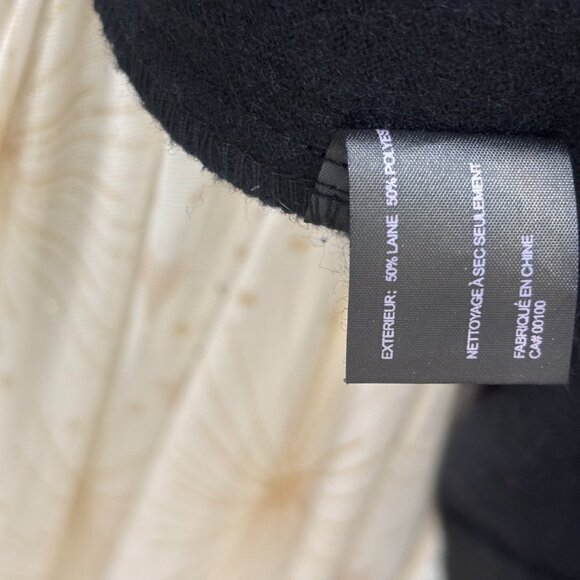 EXTERIEUR: 50% LAINE 50% POLYES
NETTOYAGE À SEC SEULEMENT
FABRIQUÉ EN CHINE
CA# 00100